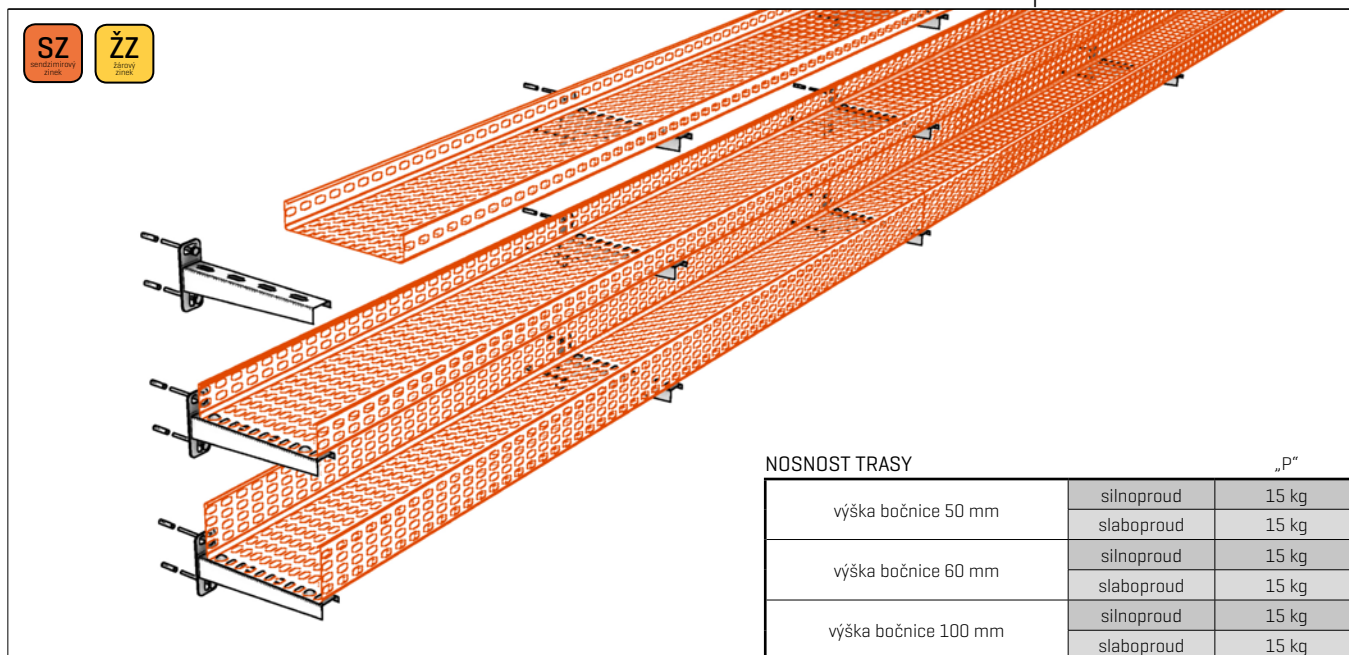 SZ
sendzimirový
zinek
ŽZ
žárový
zinek
NOSNOST TRASY „P“
výška bočnice 50 mm silnoproud 15 kg
slaboproud 15 kg
výška bočnice 60 mm silnoproud 15 kg
slaboproud 15 kg
výška bočnice 100 mm silnoproud 15 kg
slaboproud 15 kg